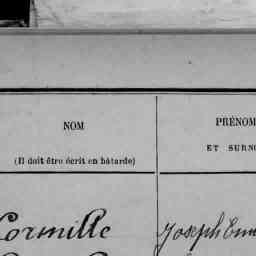 NOM
PRÉNOM
ET SURNO
(Il doit être écrit en bâtarde)
Cormille
Joseph Em